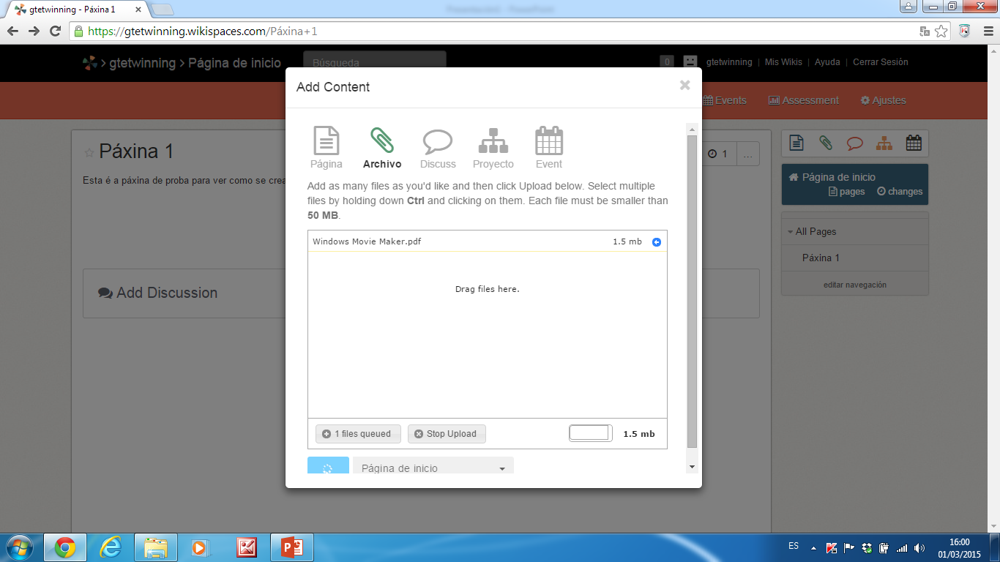 gtetwinning - Páxina 1
https://gtetwinning.wikispaces.com/Páxina+1
> gtetwinning > Página de inicio
Búsqueda
0
gtetwinning | Mis Wikis | Ayuda | Cerrar Sesión
Events
Assessment
Ajustes
Add Content
Página
Archivo
Discuss
Proyecto
Event
Add as many files as you'd like and then click Upload below. Select multiple
files by holding down Ctrl and clicking on them. Each file must be smaller than
50 MB.
Windows Movie Maker.pdf 1.5 mb
Drag files here.
1 files queued
Stop Upload
1.5 mb
Página de inicio
Páxina 1
1
...
Esta é a páxina de proba para ver como se crea
Add Discussion
Página de inicio
pages changes
All Pages
Páxina 1
editar navegación
ES
16:00
01/03/2015